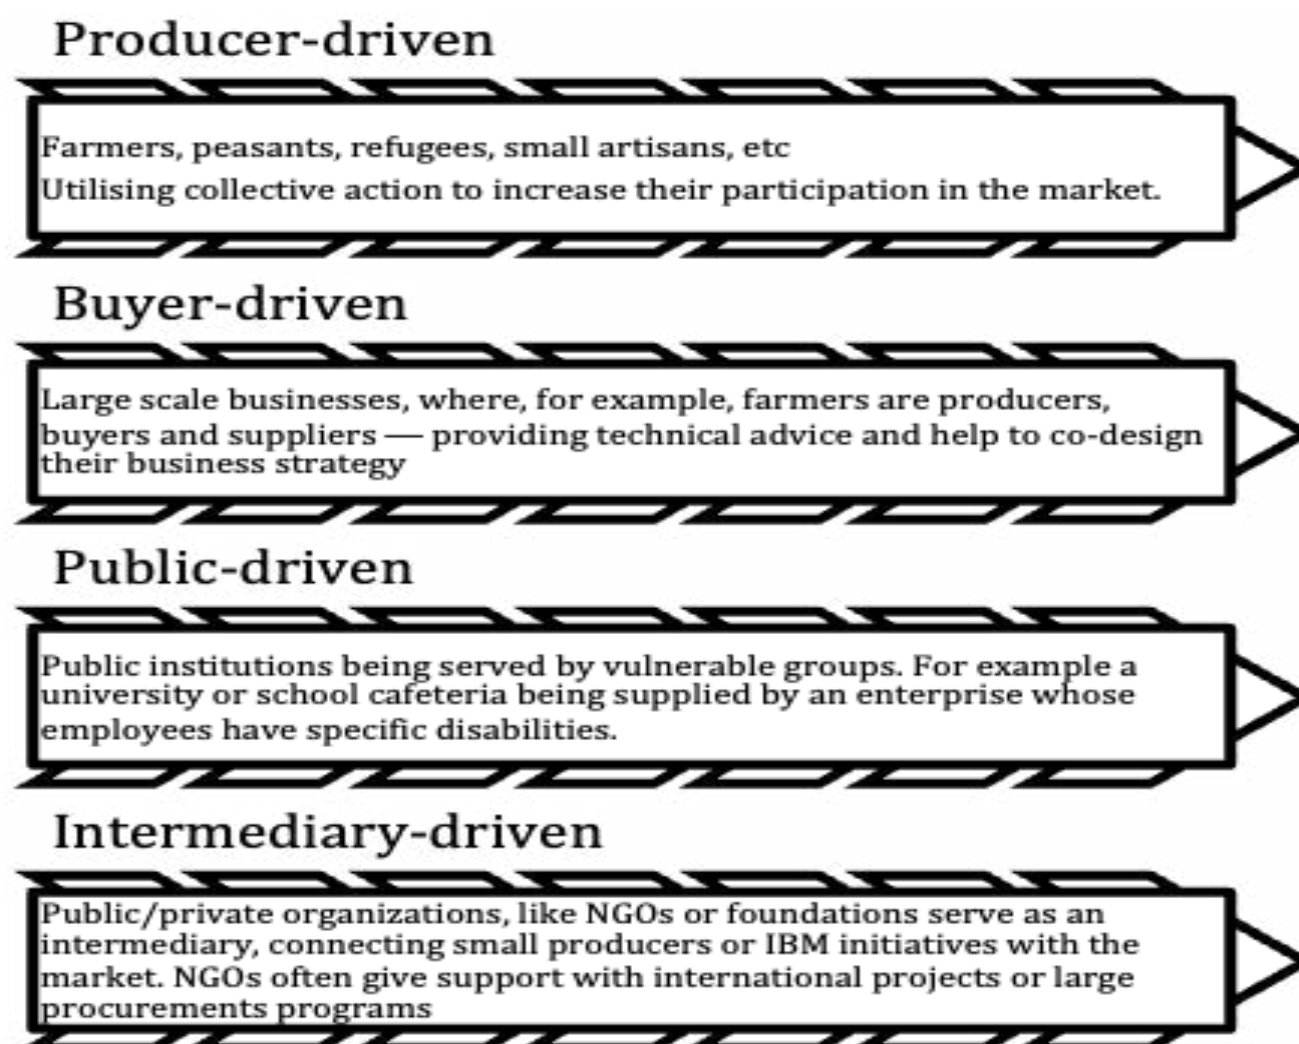 Producer-driven
Farmers, peasants, refugees, small artisans, etc
Utilising collective action to increase their participation in the market.
Buyer-driven
Large scale businesses, where, for example, farmers are producers,
buyers and suppliers — providing technical advice and help to co-design
their business strategy
Public-driven
Public institutions being served by vulnerable groups. For example a
university or school cafeteria being supplied by an enterprise whose
employees have specific disabilities.
Intermediary-driven
Public/private organizations, like NGOs or foundations serve as an
intermediary, connecting small producers or IBM initiatives with the
market. NGOs often give support with international projects or large
procurements programs